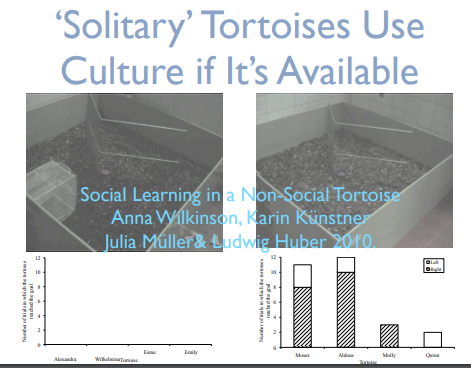 ‘Solitary’ Tortoises Use
Culture if It’s Available
Social Learning in a Non-Social Tortoise
Anna Wilkinson, Karin Künstner,
Julia Müller& Ludwig Huber 2010.
Number of trials in which the tortoise
reached the goal
12
10
8
6
4
2
0
Alexandra
Wilhelmina
Esme
Emily
Tortoise
Number of trials in which the tortoise
reached the goal
12
10
8
6
4
2
0
Left
Right
Moses
Aldous
Molly
Quinn
Tortoise